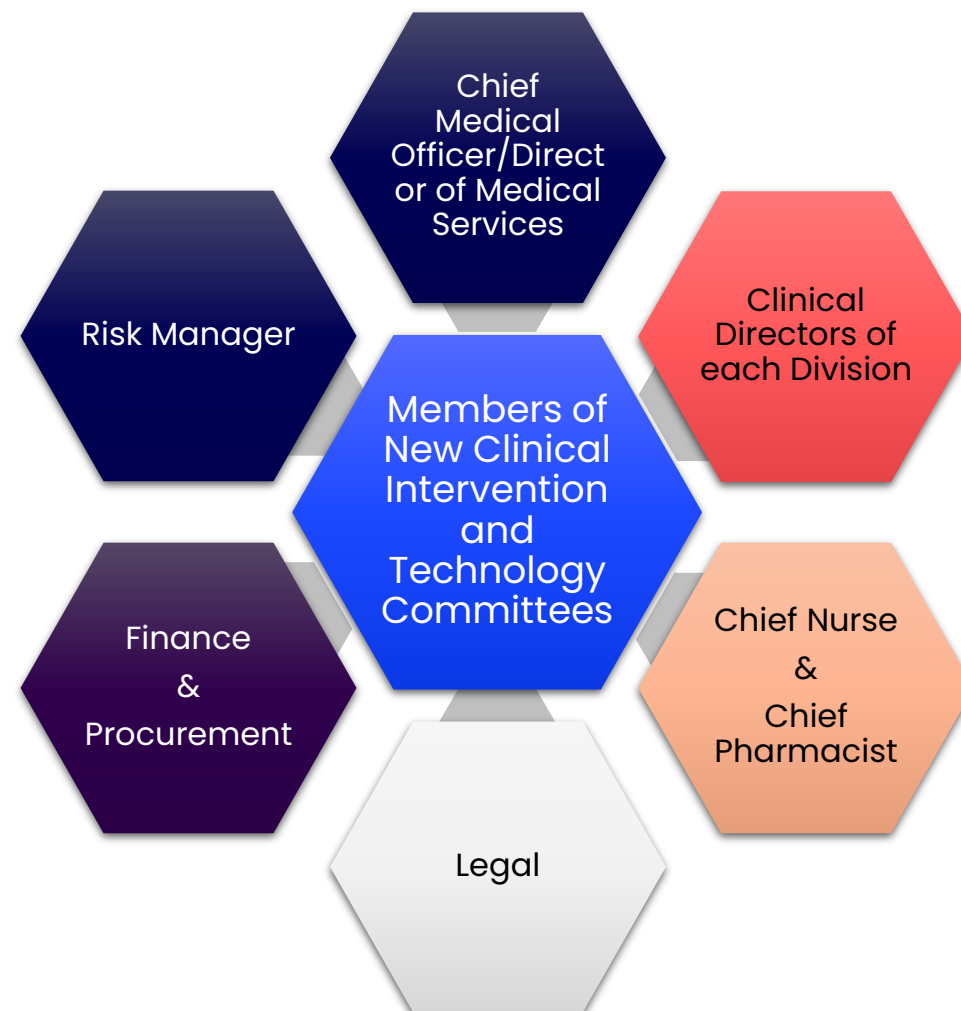 Chief
Medical
Officer/Direct
or of Medical
Services
Risk Manager
Clinical
Directors of
each Division
Members of
New Clinical
Intervention
and
Technology
Committees
Finance
&
Procurement
Chief Nurse
&
Chief
Pharmacist
Legal